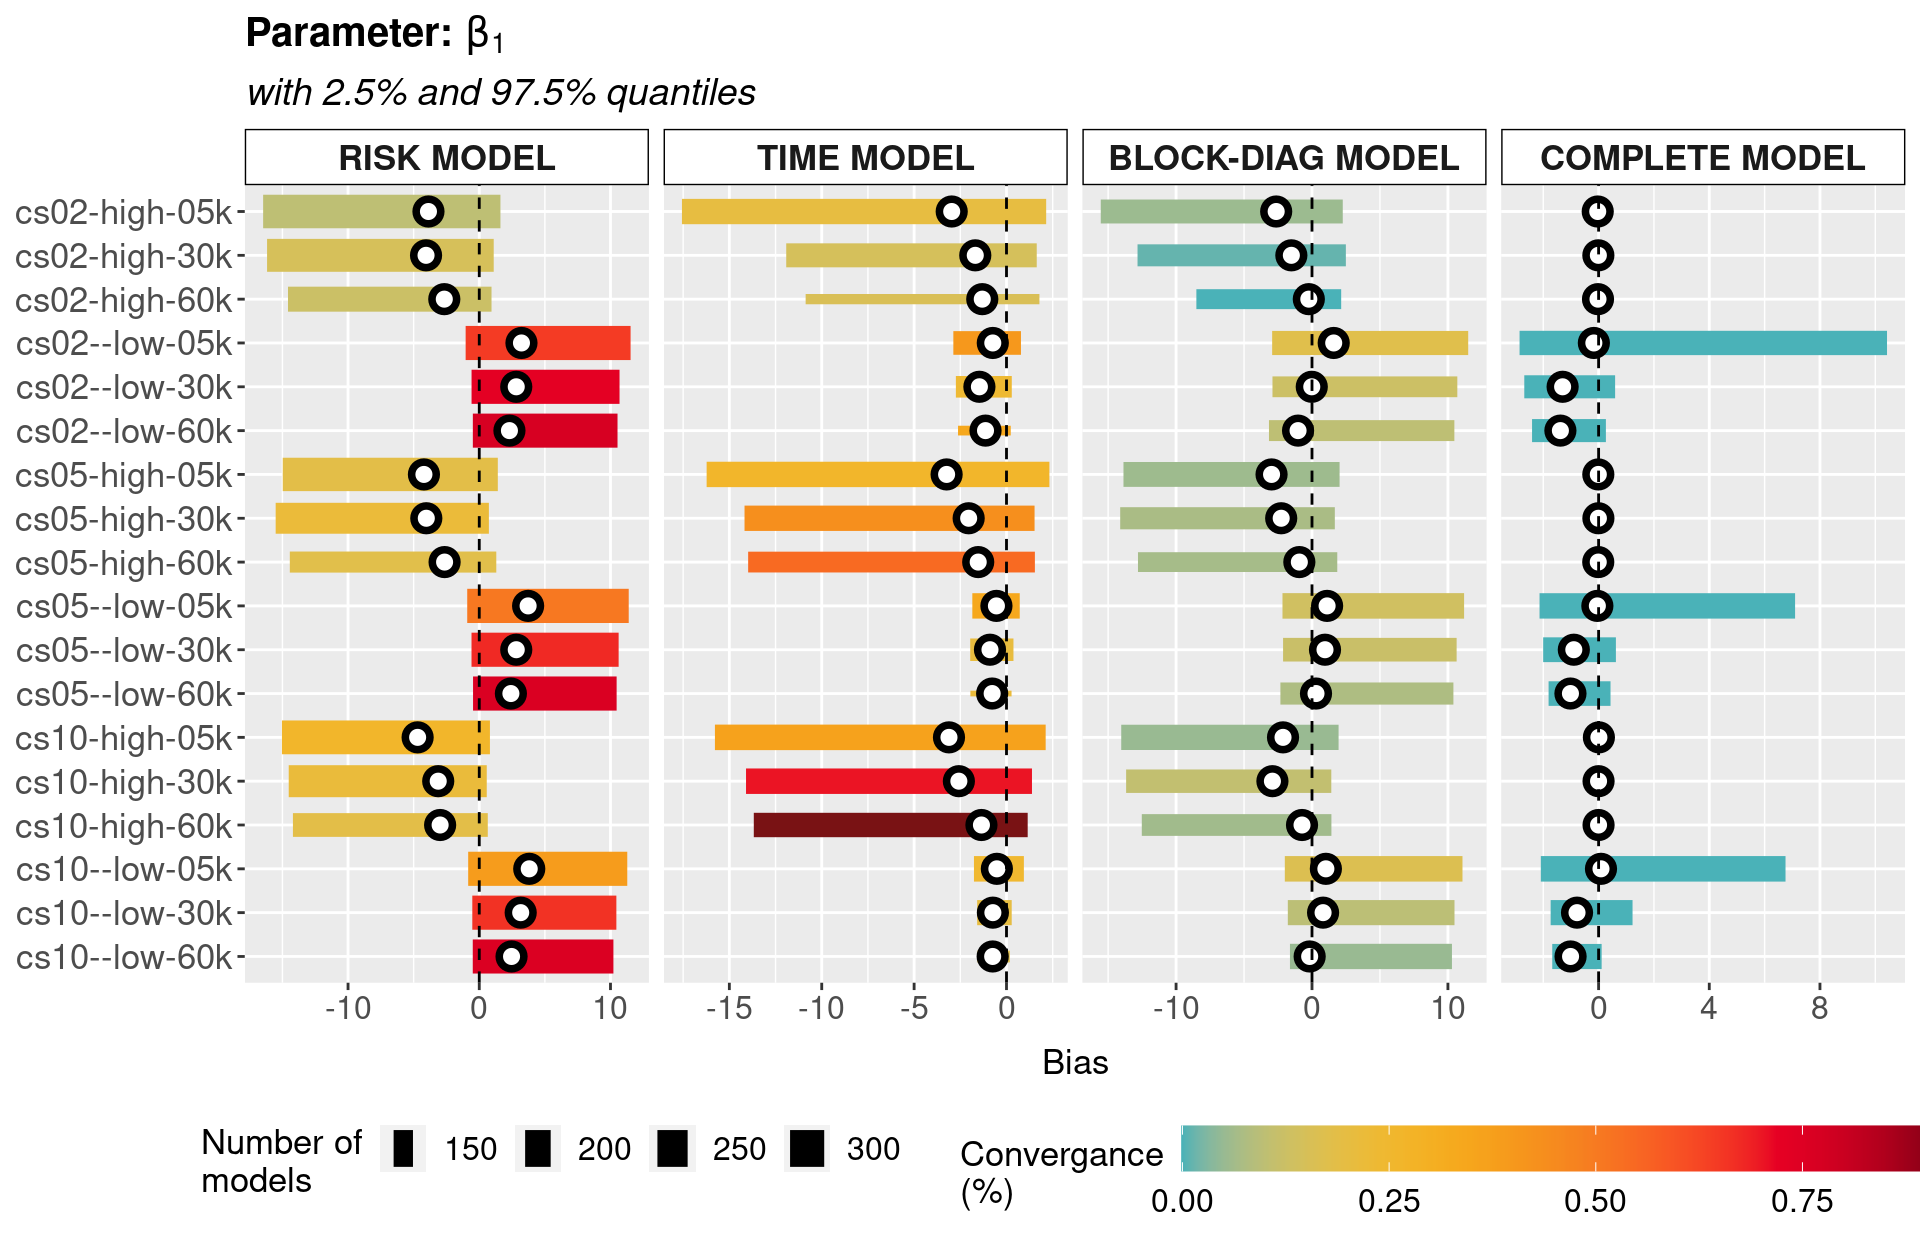 Parameter: β₁
with 2.5% and 97.5% quantiles
RISK MODEL
TIME MODEL
BLOCK-DIAG MODEL
COMPLETE MODEL
cs02-high-05k
cs02-high-30k
cs02-high-60k
cs02--low-05k
cs02--low-30k
cs02--low-60k
cs05-high-05k
cs05-high-30k
cs05-high-60k
cs05--low-05k
cs05--low-30k
cs05--low-60k
cs10-high-05k
cs10-high-30k
cs10-high-60k
cs10--low-05k
cs10--low-30k
cs10--low-60k
-10 0 10
-15 -10 -5 0
-10 0 10
0 4 8
Bias
Number of
models
150 200 250 300
Convergance
(%)
0.00 0.25 0.50 0.75